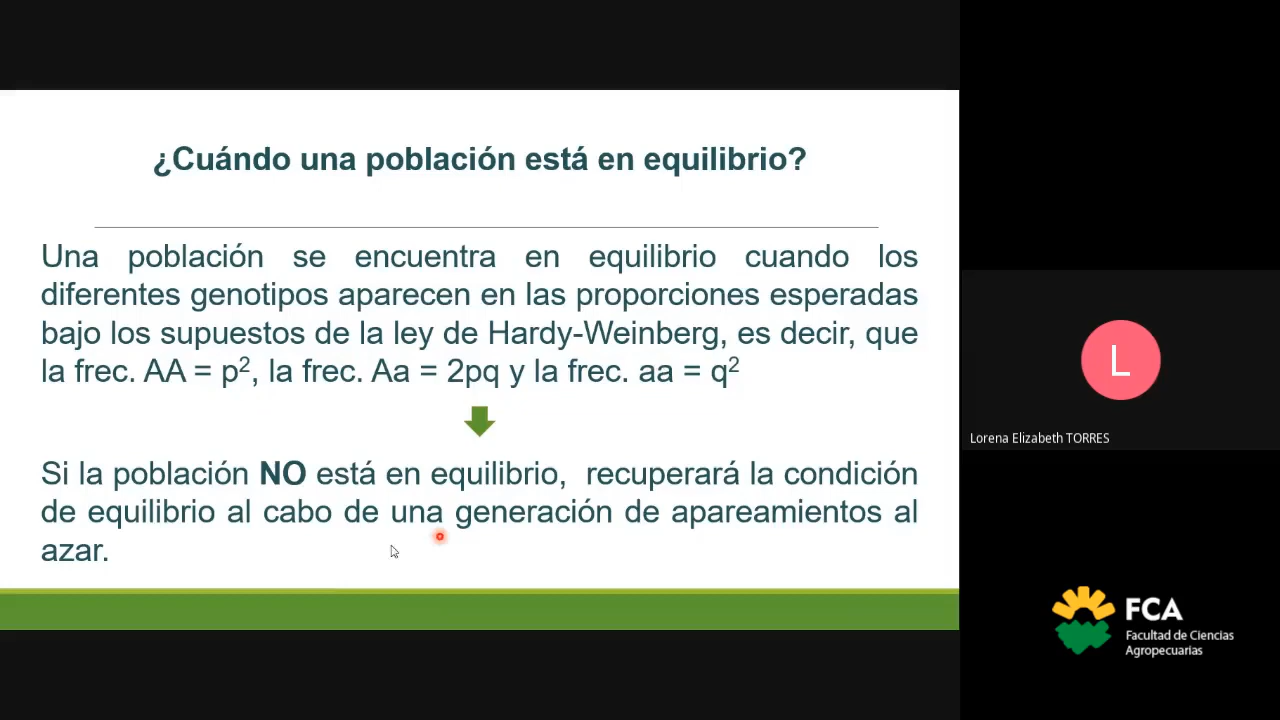 ¿Cuándo una población está en equilibrio?
Una población se encuentra en equilibrio cuando los
diferentes genotipos aparecen en las proporciones esperadas
bajo los supuestos de la ley de Hardy-Weinberg, es decir, que
la frec. AA = p², la frec. Aa = 2pq y la frec. aa = q²
Si la población NO está en equilibrio, recuperará la condición
de equilibrio al cabo de una generación de apareamientos al
azar.
L
Lorena Elizabeth TORRES
FCA
Facultad de Ciencias
Agropecuarias